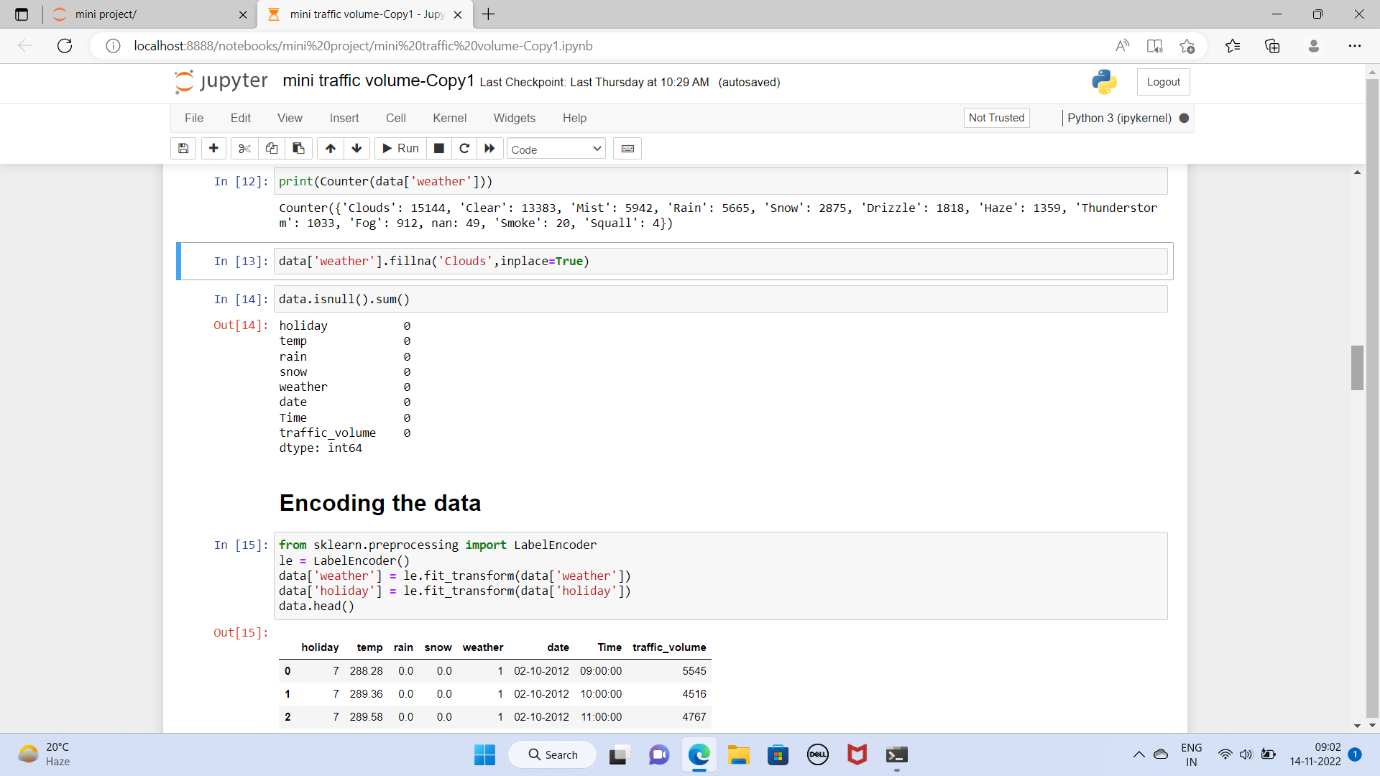 mini project/
mini traffic volume-Copy1 - Jupy
localhost:8888/notebooks/mini%20project/mini%20traffic%20volume-Copy1.ipynb
jupyter mini traffic volume-Copy1 Last Checkpoint: Last Thursday at 10:29 AM (autosaved)
Logout
File Edit View Insert Cell Kernel Widgets Help
Not Trusted
Python 3 (ipykernel)
Run
Code
In [12]: print(Counter(data['weather']))
Counter({'Clouds': 15144, 'Clear': 13383, 'Mist': 5942, 'Rain': 5665, 'Snow': 2875, 'Drizzle': 1818, 'Haze': 1359, 'Thunderstor
m': 1033, 'Fog': 912, nan: 49, 'Smoke': 20, 'Squall': 4})
In [13]: data['weather'].fillna('Clouds',inplace=True)
In [14]: data.isnull().sum()
Out[14]: holiday 0
temp 0
rain 0
snow 0
weather 0
date 0
Time 0
traffic_volume 0
dtype: int64
Encoding the data
In [15]: from sklearn.preprocessing import LabelEncoder
le = LabelEncoder()
data['weather'] = le.fit_transform(data['weather'])
data['holiday'] = le.fit_transform(data['holiday'])
data.head()
Out[15]:
holiday temp rain snow weather date Time traffic_volume
0 7 288.28 0.0 0.0 1 02-10-2012 09:00:00 5545
1 7 289.36 0.0 0.0 1 02-10-2012 10:00:00 4516
2 7 289.58 0.0 0.0 1 02-10-2012 11:00:00 4767
20°C
Haze
Search
DELL
ENG
IN
09:02
14-11-2022
1